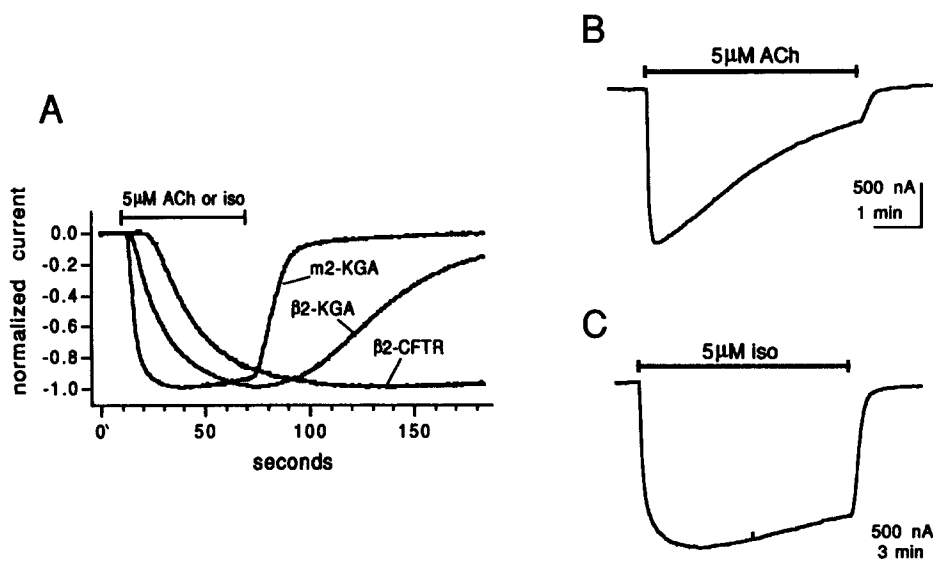 A
5μM ACh or iso
normalized current
0.0
-0.2
-0.4
-0.6
-0.8
-1.0
m2-KGA
β2-KGA
β2-CFTR
0 50 100 150
seconds
B
5μM ACh
500 nA
1 min
C
5μM iso
500 nA
3 min